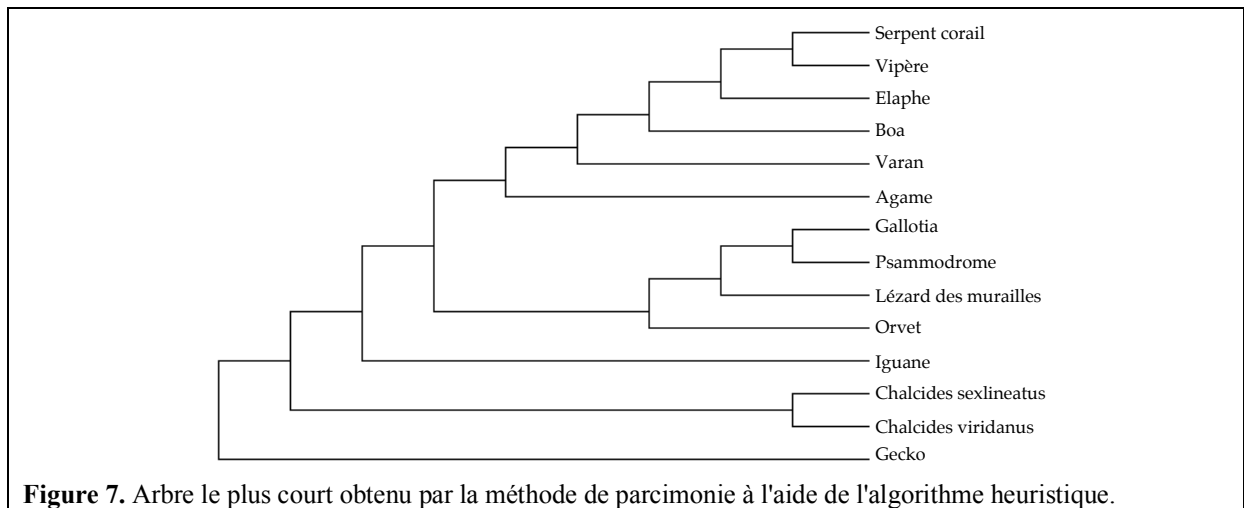 Serpent corail
Vipère
Elaphe
Boa
Varan
Agame
Gallotia
Psammodrome
Lézard des murailles
Orvet
Iguane
Chalcides sexlineatus
Chalcides viridanus
Gecko
Figure 7. Arbre le plus court obtenu par la méthode de parcimonie à l'aide de l'algorithme heuristique.